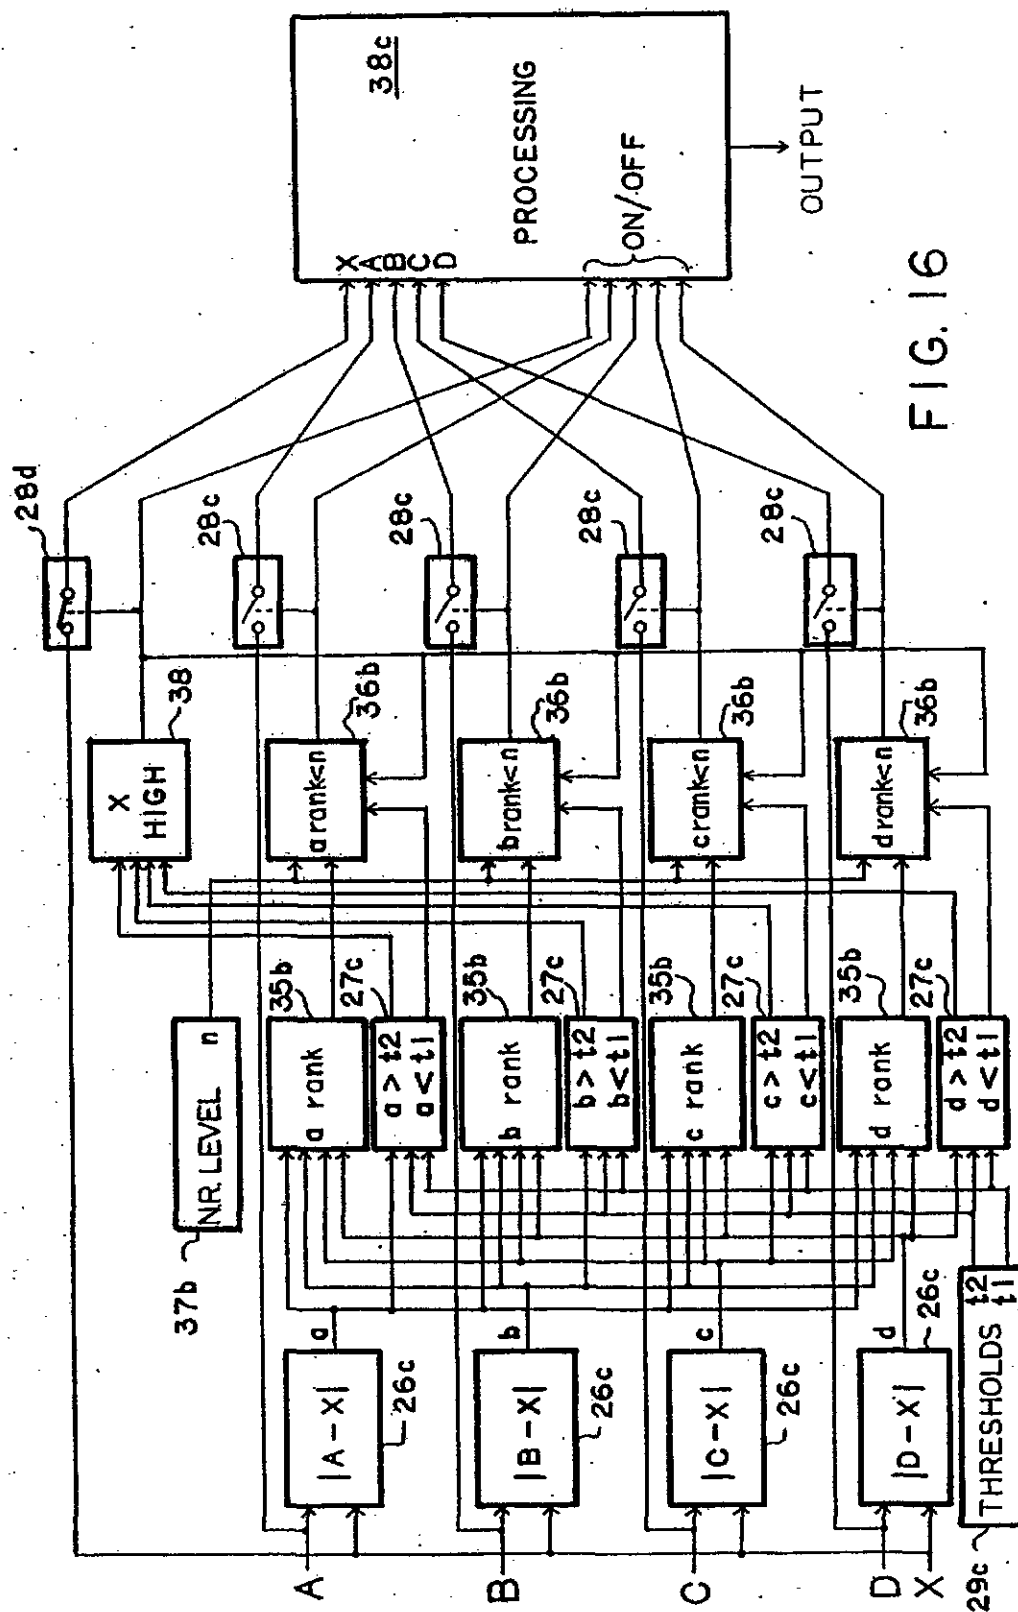 28d
38c
X
A
B
C
D
PROCESSING
ON/OFF
OUTPUT
28c
28c
28c
28c
X HIGH
38
a rank<n
36b
b rank<n
36b
c rank<n
36b
d rank<n
36b
N.R. LEVEL n
37b
a rank
35b
a > t2
a < t1
27c
b rank
35b
b > t2
b < t1
27c
c rank
35b
c > t2
c < t1
27c
d rank
35b
d > t2
d < t1
27c
|A-X|
a
26c
|B-X|
b
26c
|C-X|
c
26c
|D-X|
d
26c
THRESHOLDS t2
t1
29c
A
B
C
D
X
FIG. 16